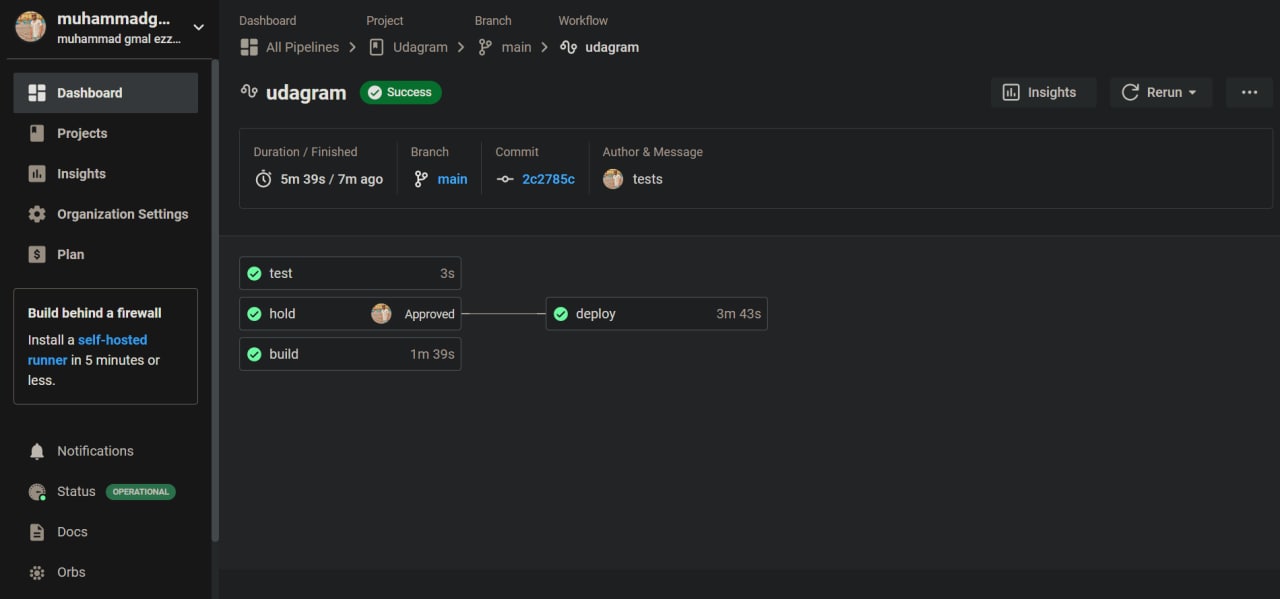 muhammadg...
muhammad gmal ezz...
Dashboard
Projects
Insights
Organization Settings
$ Plan
Build behind a firewall
Install a self-hosted
runner in 5 minutes or
less.
Notifications
Status OPERATIONAL
Docs
Orbs
Dashboard Project Branch Workflow
All Pipelines Udagram main udagram
udagram Success Insights Rerun
Duration / Finished Branch Commit Author & Message
5m 39s / 7m ago main 2c2785c tests
test 3s
hold Approved deploy 3m 43s
build 1m 39s